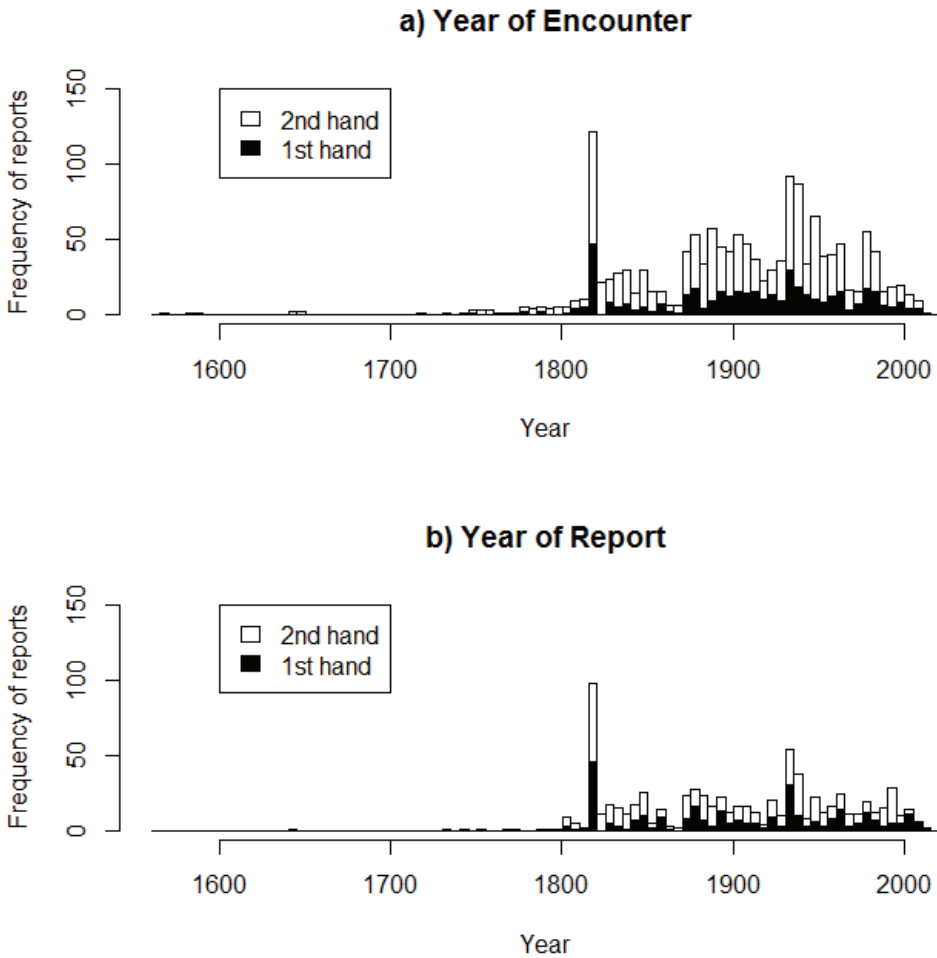 a) Year of Encounter
Frequency of reports
150
100
50
0
2nd hand
1st hand
1600 1700 1800 1900 2000
Year
b) Year of Report
Frequency of reports
150
100
50
0
2nd hand
1st hand
1600 1700 1800 1900 2000
Year